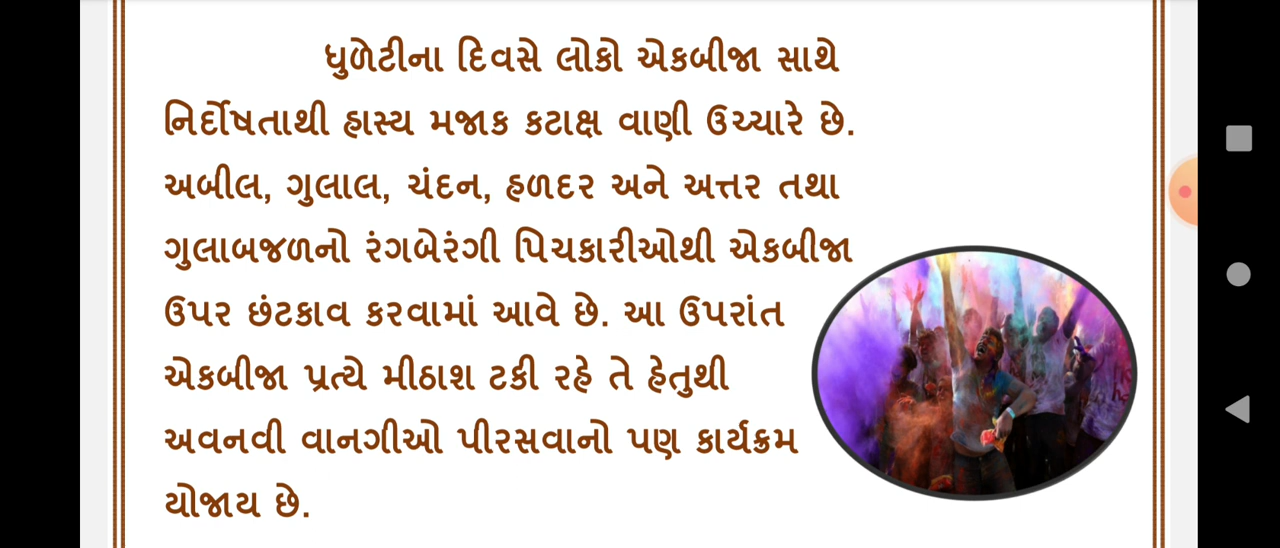 ધુળેટીના દિવસે લોકો એકબીજા સાથે
નિર્દોષતાથી હાસ્ય મજાક કટાક્ષ વાણી ઉચ્ચારે છે.
અબીલ, ગુલાલ, ચંદન, હળદર અને અત્તર તથા
ગુલાબજળનો રંગબેરંગી પિચકારીઓથી એકબીજા
ઉપર છંટકાવ કરવામાં આવે છે. આ ઉપરાંત
એકબીજા પ્રત્યે મીઠાશ ટકી રહે તે હેતુથી
અવનવી વાનગીઓ પીરસવાનો પણ કાર્યક્રમ
યોજાય છે.